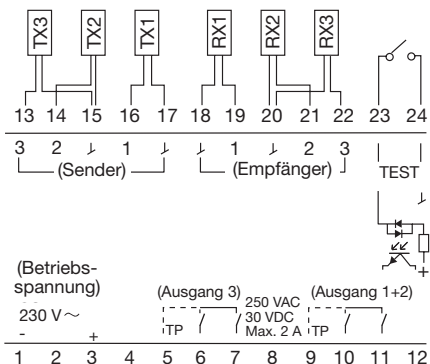 TX3 TX2 TX1 RX1 RX2 RX3
13 14 15 16 17 18 19 20 21 22 23 24
3 2 1 1 2 3
(Sender) (Empfänger) TEST
+
(Betriebs-
spannung)
230 V~
- +
(Ausgang 3)
TP
250 VAC
30 VDC
Max. 2 A
(Ausgang 1+2)
TP
1 2 3 4 5 6 7 8 9 10 11 12